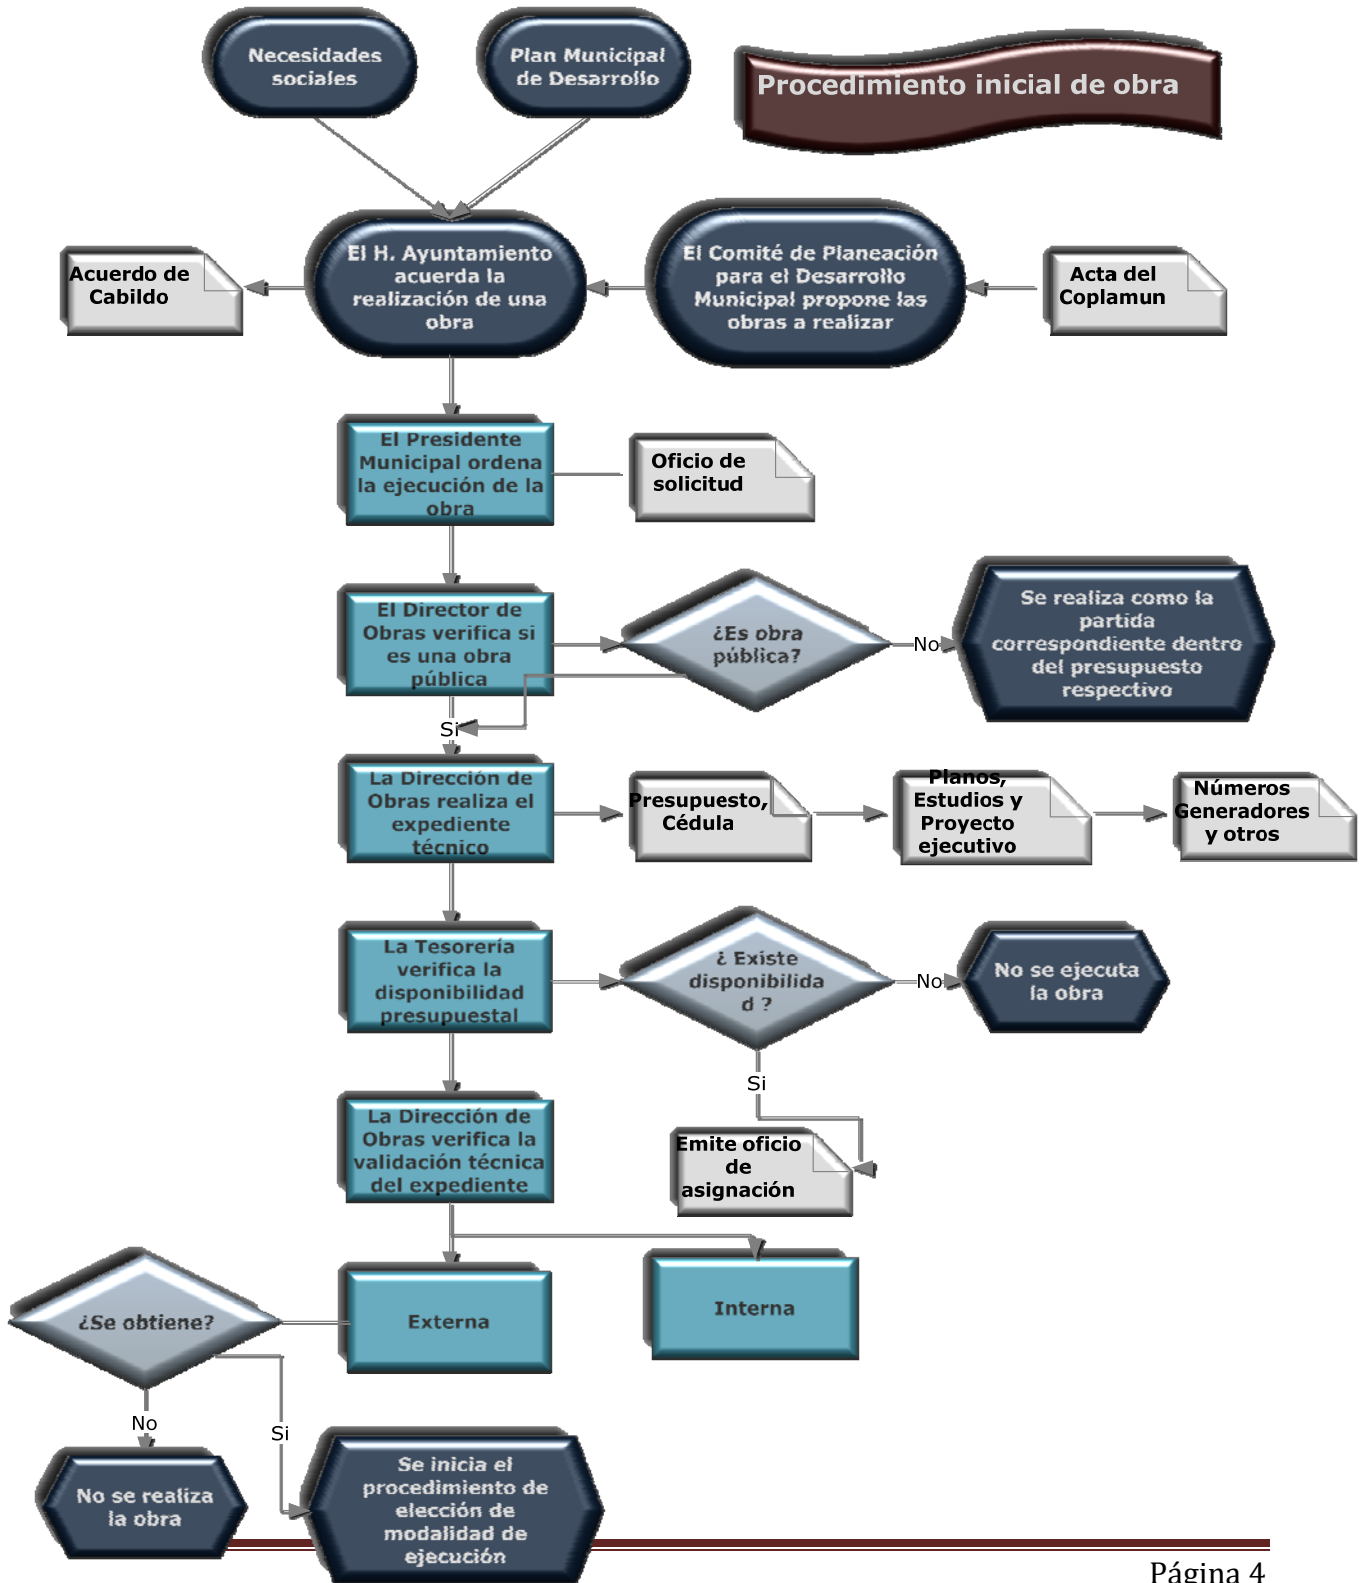 Necesidades
sociales
Plan Municipal
de Desarrollo
Procedimiento inicial de obra
Acuerdo de
Cabildo
El H. Ayuntamiento
acuerda la
realización de una
obra
El Comité de Planeación
para el Desarrollo
Municipal propone las
obras a realizar
Acta del
Coplamun
El Presidente
Municipal ordena
la ejecución de la
obra
Oficio de
solicitud
El Director de
Obras verifica si
es una obra
pública
¿Es obra
pública?
No
Se realiza como la
partida
correspondiente dentro
del presupuesto
respectivo
Si
La Dirección de
Obras realiza el
expediente
técnico
Presupuesto,
Cédula
Planos,
Estudios y
Proyecto
ejecutivo
Números
Generadores
y otros
La Tesorería
verifica la
disponibilidad
presupuestal
¿ Existe
disponibilida
d ?
No
No se ejecuta
la obra
Si
La Dirección de
Obras verifica la
validación técnica
del expediente
Emite oficio
de
asignación
¿Se obtiene?
Externa
Interna
No
Si
No se realiza
la obra
Se inicia el
procedimiento de
elección de
modalidad de
ejecución
Página 4